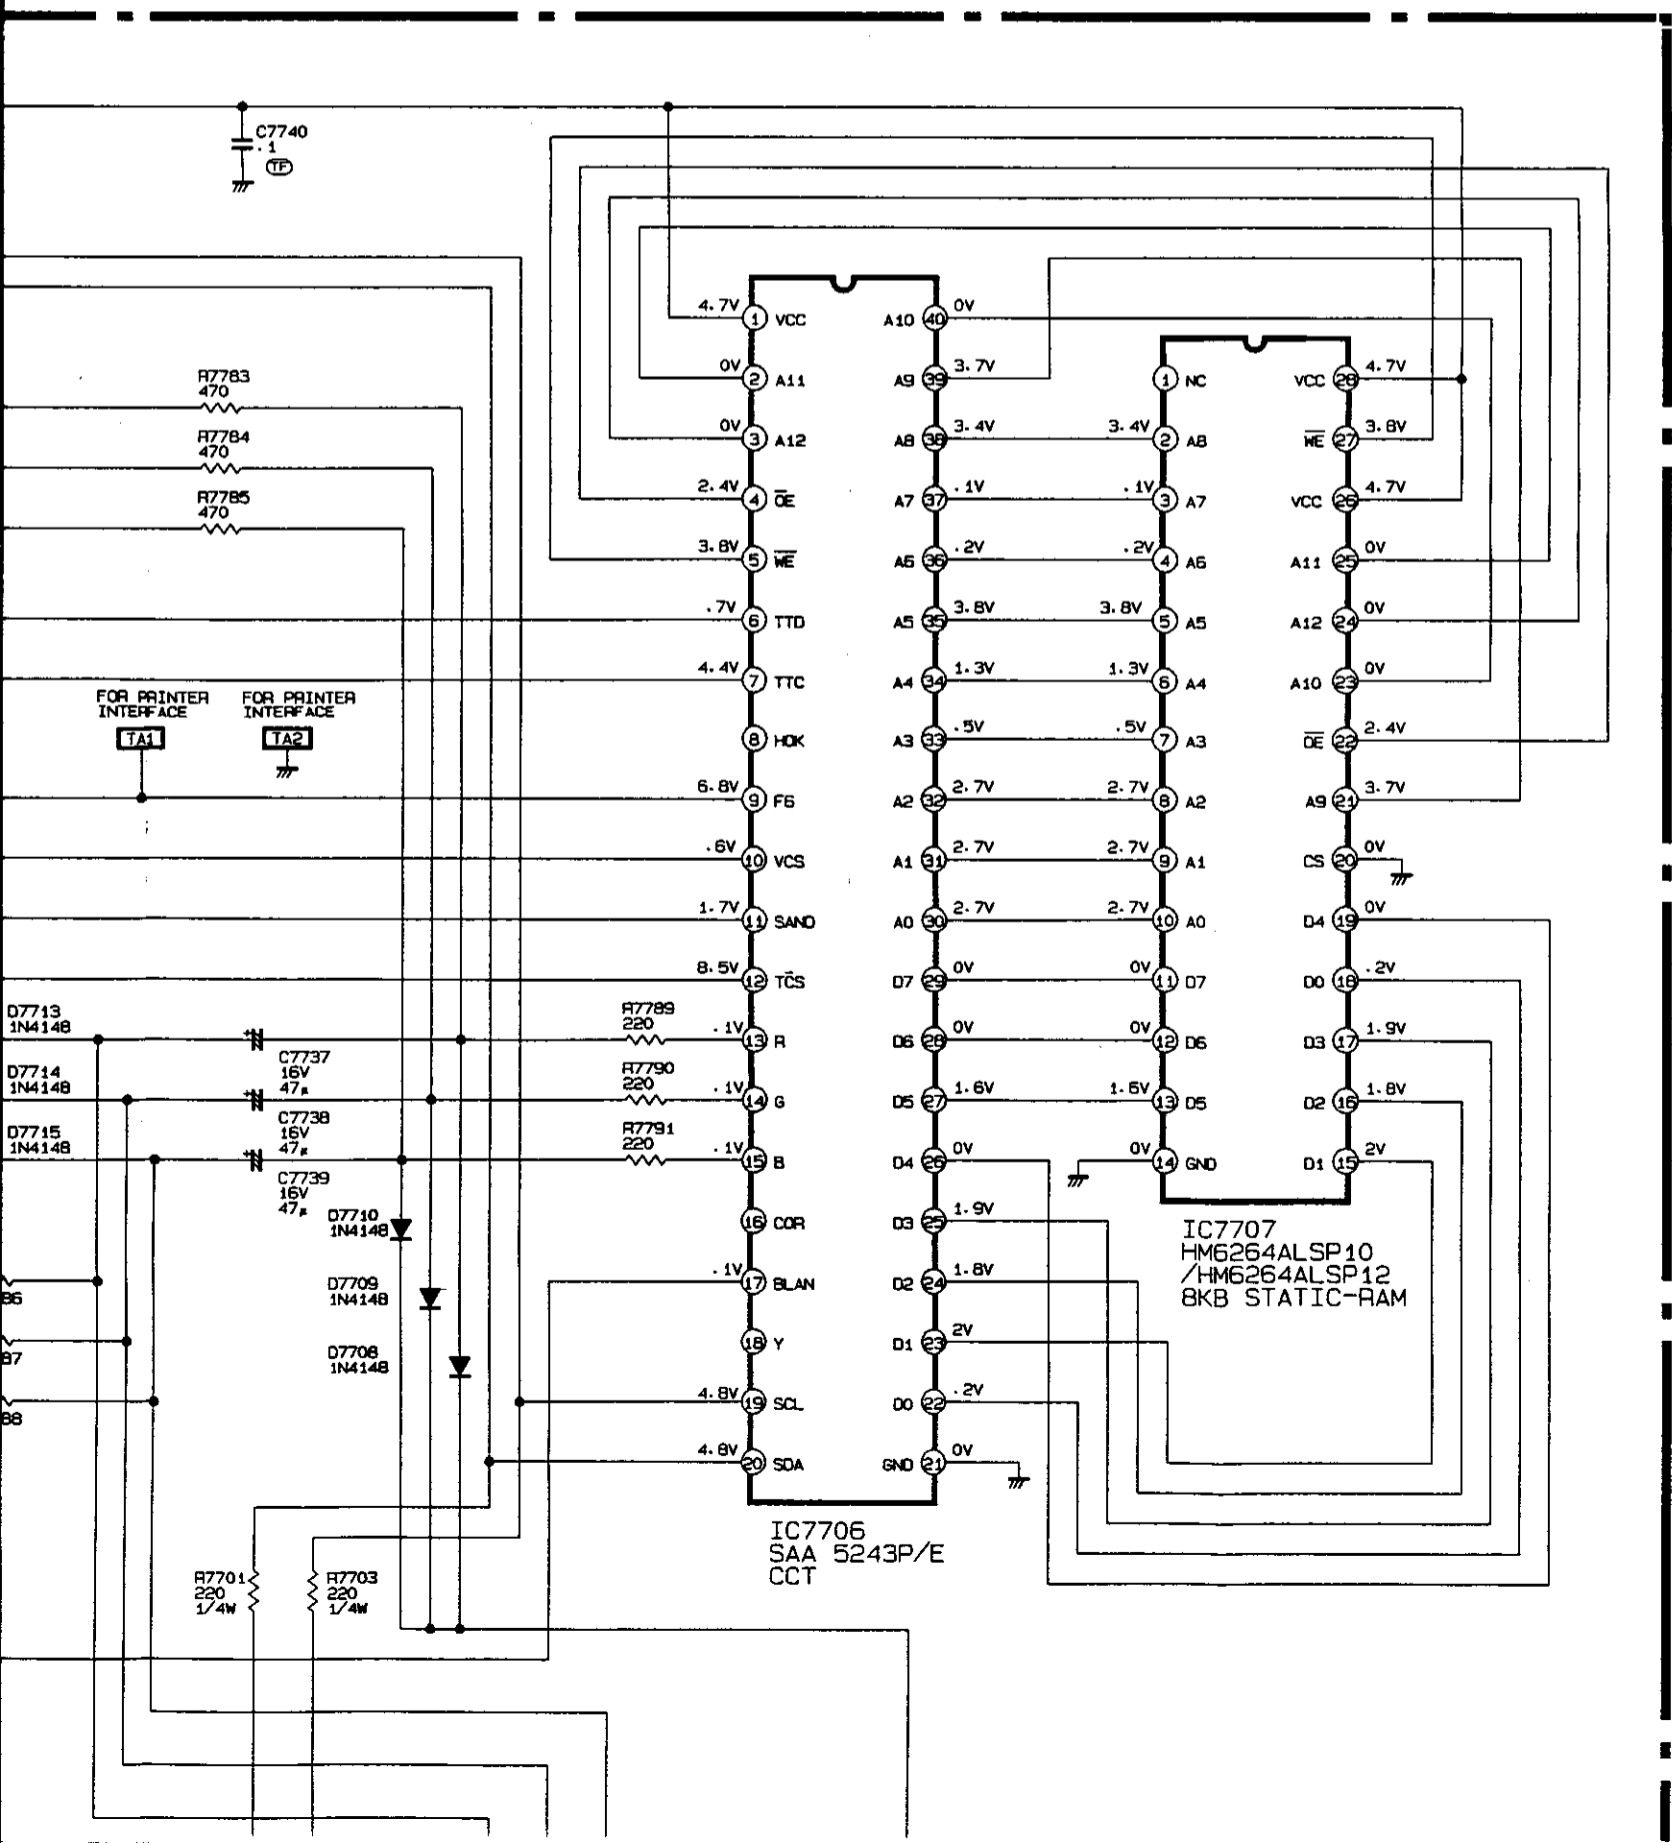 C7740
.1
TF
4.7V
1 VCC
0V
2 A11
0V
3 A12
2.4V
4 OE
3.8V
5 WE
.7V
6 TTD
4.4V
7 TTC
8 HOK
6.8V
9 F6
.6V
10 VCS
1.7V
11 SAND
8.5V
12 TCS
.1V
13 R
.1V
14 G
.1V
15 B
16 COR
.1V
17 BLAN
18 Y
4.8V
19 SCL
4.8V
20 SDA
A10 40 0V
A9 39 3.7V
A8 38 3.4V
A7 37 .1V
A6 36 .2V
A5 35 3.8V
A4 34 1.3V
A3 33 .5V
A2 32 2.7V
A1 31 2.7V
A0 30 2.7V
D7 29 0V
D6 28 0V
D5 27 1.6V
D4 26 0V
D3 25 1.9V
D2 24 1.8V
D1 23 2V
D0 22 .2V
GND 21 0V
IC7706
SAA 5243P/E
CCT
1 NC
3.4V 2 A8
.1V 3 A7
.2V 4 A6
3.8V 5 A5
1.3V 6 A4
.5V 7 A3
2.7V 8 A2
2.7V 9 A1
2.7V 10 A0
0V 11 D7
0V 12 D6
1.6V 13 D5
0V 14 GND
VCC 28 4.7V
WE 27 3.8V
VCC 26 4.7V
A11 25 0V
A12 24 0V
A10 23 0V
OE 22 2.4V
A9 21 3.7V
CS 20 0V
D4 19 0V
D0 18 .2V
D3 17 1.9V
D2 16 1.8V
D1 15 2V
IC7707
HM6264ALSP10
/HM6264ALSP12
8KB STATIC-RAM
R7783
470
R7784
470
R7785
470
FOR PRINTER
INTERFACE
TA1
FOR PRINTER
INTERFACE
TA2
D7713
1N4148
D7714
1N4148
D7715
1N4148
C7737
16V
47μ
C7738
16V
47μ
C7739
16V
47μ
R7789
220
R7790
220
R7791
220
D7710
1N4148
D7709
1N4148
D7708
1N4148
86
87
88
R7701
220
1/4W
R7703
220
1/4W